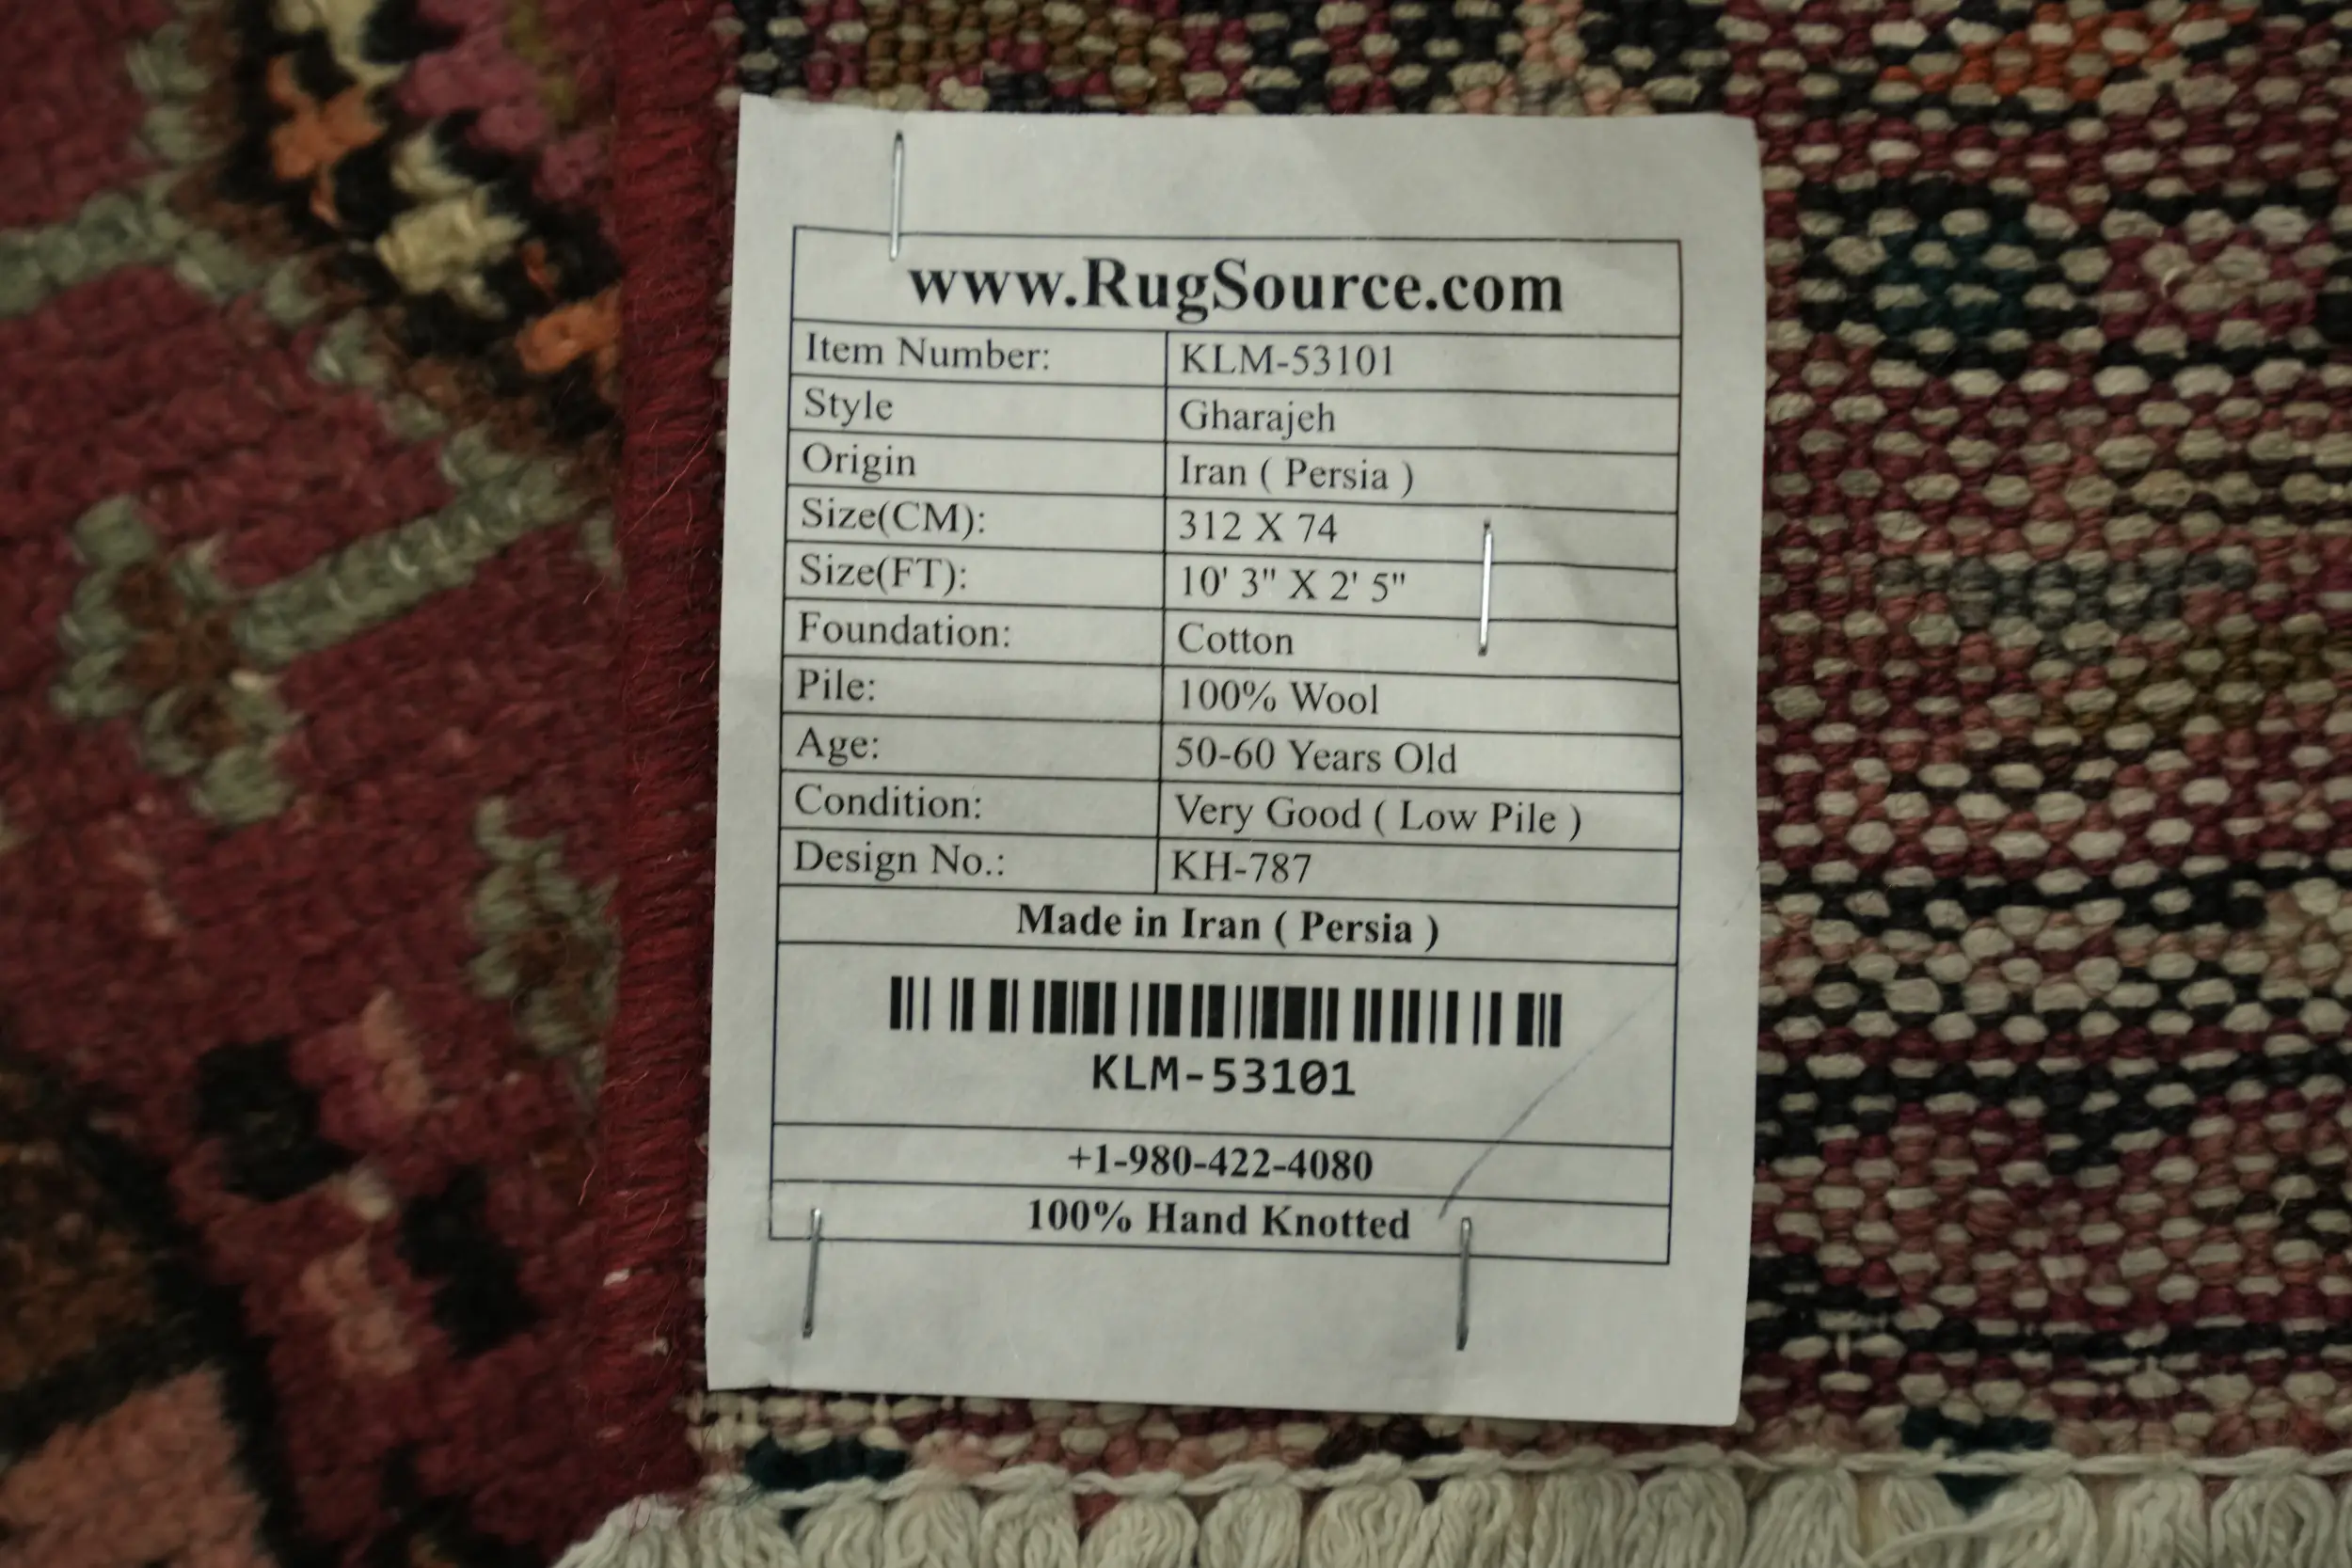 www.RugSource.com
Item Number: KLM-53101
Style Gharajeh
Origin Iran ( Persia )
Size(CM): 312 X 74
Size(FT): 10' 3" X 2' 5"
Foundation: Cotton
Pile: 100% Wool
Age: 50-60 Years Old
Condition: Very Good ( Low Pile )
Design No.: KH-787
Made in Iran ( Persia )
KLM-53101
+1-980-422-4080
100% Hand Knotted